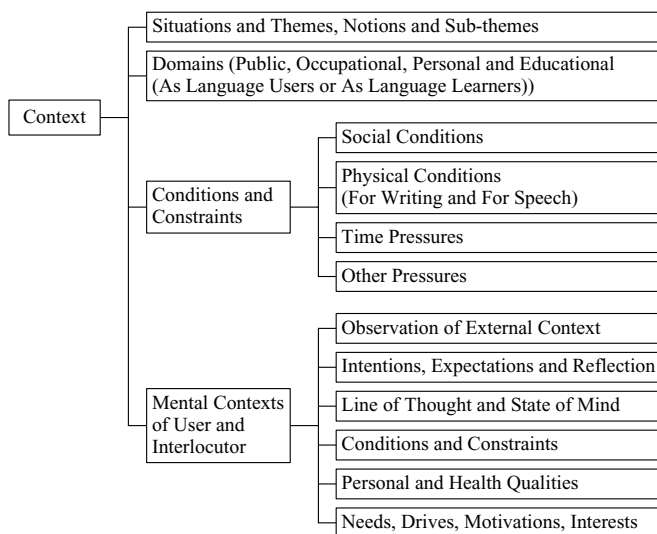 Situations and Themes, Notions and Sub-themes
Domains (Public, Occupational, Personal and Educational
(As Language Users or As Language Learners))
Context
Conditions and
Constraints
Social Conditions
Physical Conditions
(For Writing and For Speech)
Time Pressures
Other Pressures
Mental Contexts
of User and
Interlocutor
Observation of External Context
Intentions, Expectations and Reflection
Line of Thought and State of Mind
Conditions and Constraints
Personal and Health Qualities
Needs, Drives, Motivations, Interests